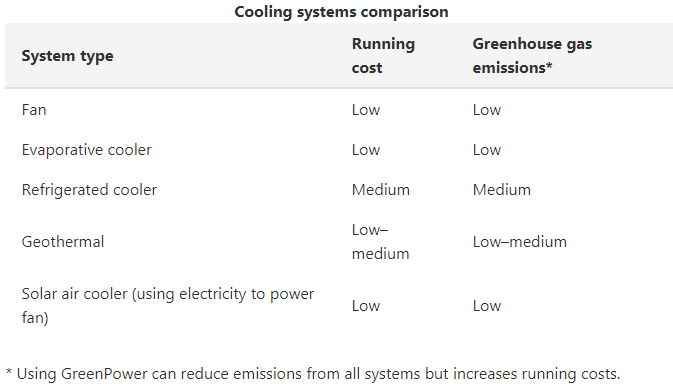 Cooling systems comparison
System type Running cost Greenhouse gas emissions*
Fan Low Low
Evaporative cooler Low Low
Refrigerated cooler Medium Medium
Geothermal Low–medium Low–medium
Solar air cooler (using electricity to power fan) Low Low
* Using GreenPower can reduce emissions from all systems but increases running costs.